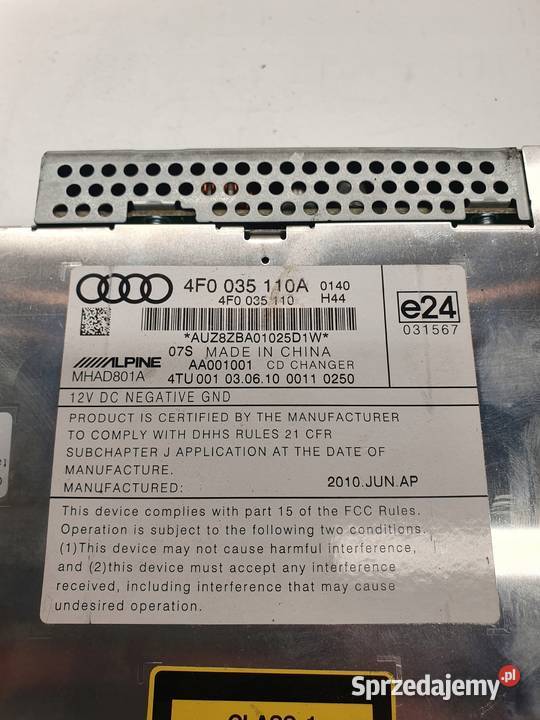 4F0 035 110A 0140
4F0 035 110 H44
e24
031567
*AUZ8ZBA01025D1W*
07S MADE IN CHINA
ALPINE AA001001 CD CHANGER
MHAD801A 4TU 001 03.06.10 0011 0250
12V DC NEGATIVE GND
PRODUCT IS CERTIFIED BY THE MANUFACTURER
TO COMPLY WITH DHHS RULES 21 CFR
SUBCHAPTER J APPLICATION AT THE DATE OF
MANUFACTURE.
MANUFACTURED: 2010.JUN.AP
This device complies with part 15 of the FCC Rules.
Operation is subject to the following two conditions.
(1)This device may not cause harmful interference,
and (2)this device must accept any interference
received, including interference that may cause
undesired operation.
Sprzedajemy.pl